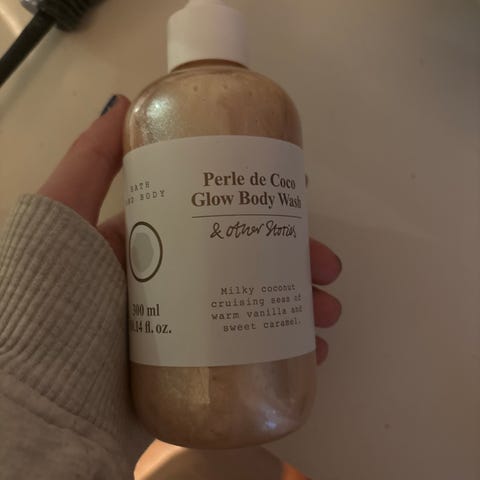 BATH
AND BODY
300 ml
10.14 fl. oz.
Perle de Coco
Glow Body Wash
& other Stories
Milky coconut
cruising seas of
warm vanilla and
sweet caramel.